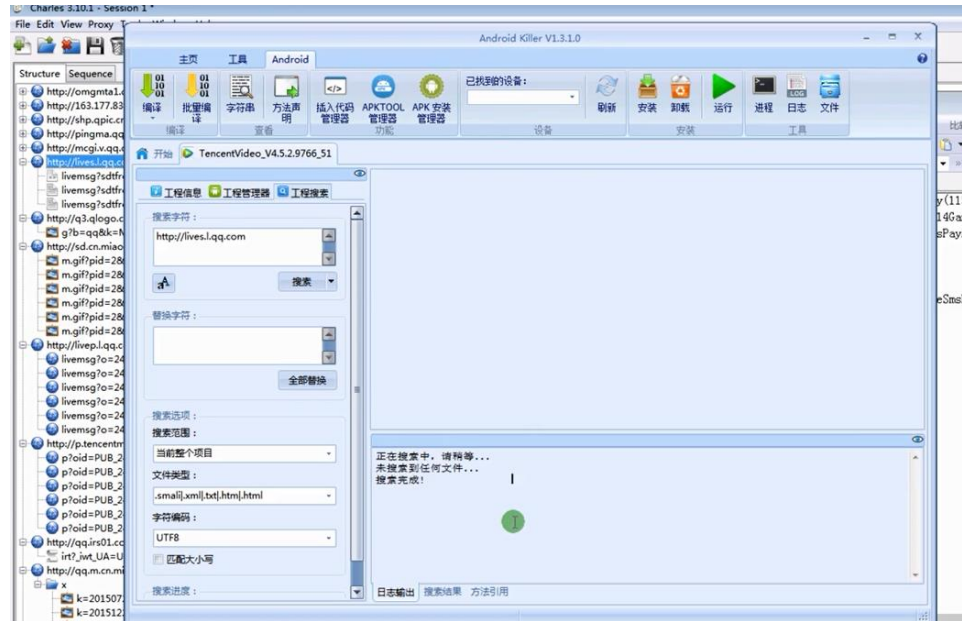 Charles 3.10.1 - Session 1 *
File Edit View Proxy
Structure Sequence
http://omgmta1.
http://163.177.83
http://shp.qpic.cr
http://pingma.qq
http://mcgi.v.qq.
http://lives.l.qq.co
livemsg?sdtfr
livemsg?sdtfr
livemsg?sdtfr
http://q3.qlogo.c
g?b=qq&k=N
http://sd.cn.miao
m.gif?pid=28
m.gif?pid=28
m.gif?pid=28
m.gif?pid=28
m.gif?pid=28
m.gif?pid=28
http://livep.l.qq.c
livemsg?o=24
livemsg?o=24
livemsg?o=24
livemsg?o=24
livemsg?o=24
livemsg?o=24
http://p.tencentm
p?oid=PUB_2
p?oid=PUB_2
p?oid=PUB_2
p?oid=PUB_2
p?oid=PUB_2
p?oid=PUB_2
http://qq.irs01.cc
irt?_iwt_UA=U
http://qq.m.cn.mi
x
k=201507
k=201512
Android Killer V1.3.1.0
主页 工具 Android
编译 批量编译 字符串 方法声明 插入代码管理器 APKTOOL管理器 APK 安装管理器 已找到的设备： 刷新 安装 卸载 运行 进程 日志 文件
编译 查看 功能 设备 安装 工具
开始 TencentVideo_V4.5.2.9766_51
工程信息 工程管理器 工程搜索
搜索字符：
http://lives.l.qq.com
搜索
替换字符：
全部替换
搜索选项：
搜索范围：
当前整个项目
文件类型：
.smali|.xml|.txt|.htm|.html
字符编码：
UTF8
匹配大小写
搜索进度：
正在搜索中，请稍等...
未搜索到任何文件...
搜索完成!
日志输出 搜索结果 方法引用
y(11
14Ga
sPay
eSms